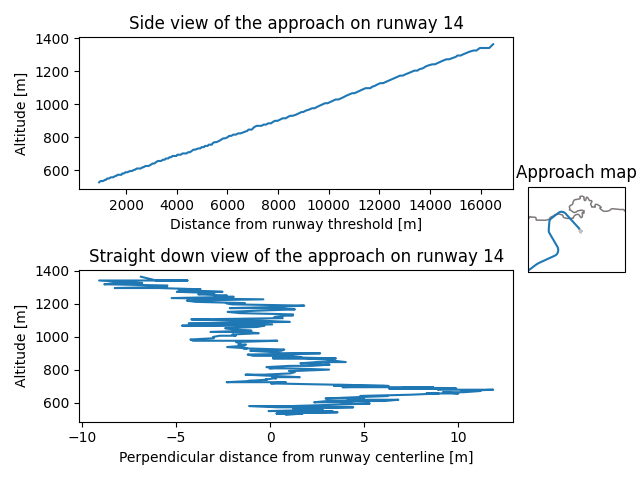 Side view of the approach on runway 14
1400
1200
1000
800
600
Altitude [m]
2000 4000 6000 8000 10000 12000 14000 16000
Distance from runway threshold [m]
Approach map
Straight down view of the approach on runway 14
1400
1200
1000
800
600
Altitude [m]
−10 −5 0 5 10
Perpendicular distance from runway centerline [m]